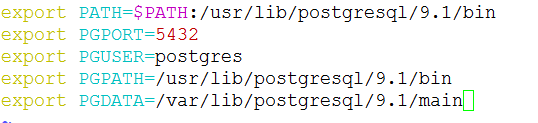 export PATH=$PATH:/usr/lib/postgresql/9.1/bin
export PGPORT=5432
export PGUSER=postgres
export PGPATH=/usr/lib/postgresql/9.1/bin
export PGDATA=/var/lib/postgresql/9.1/main
~